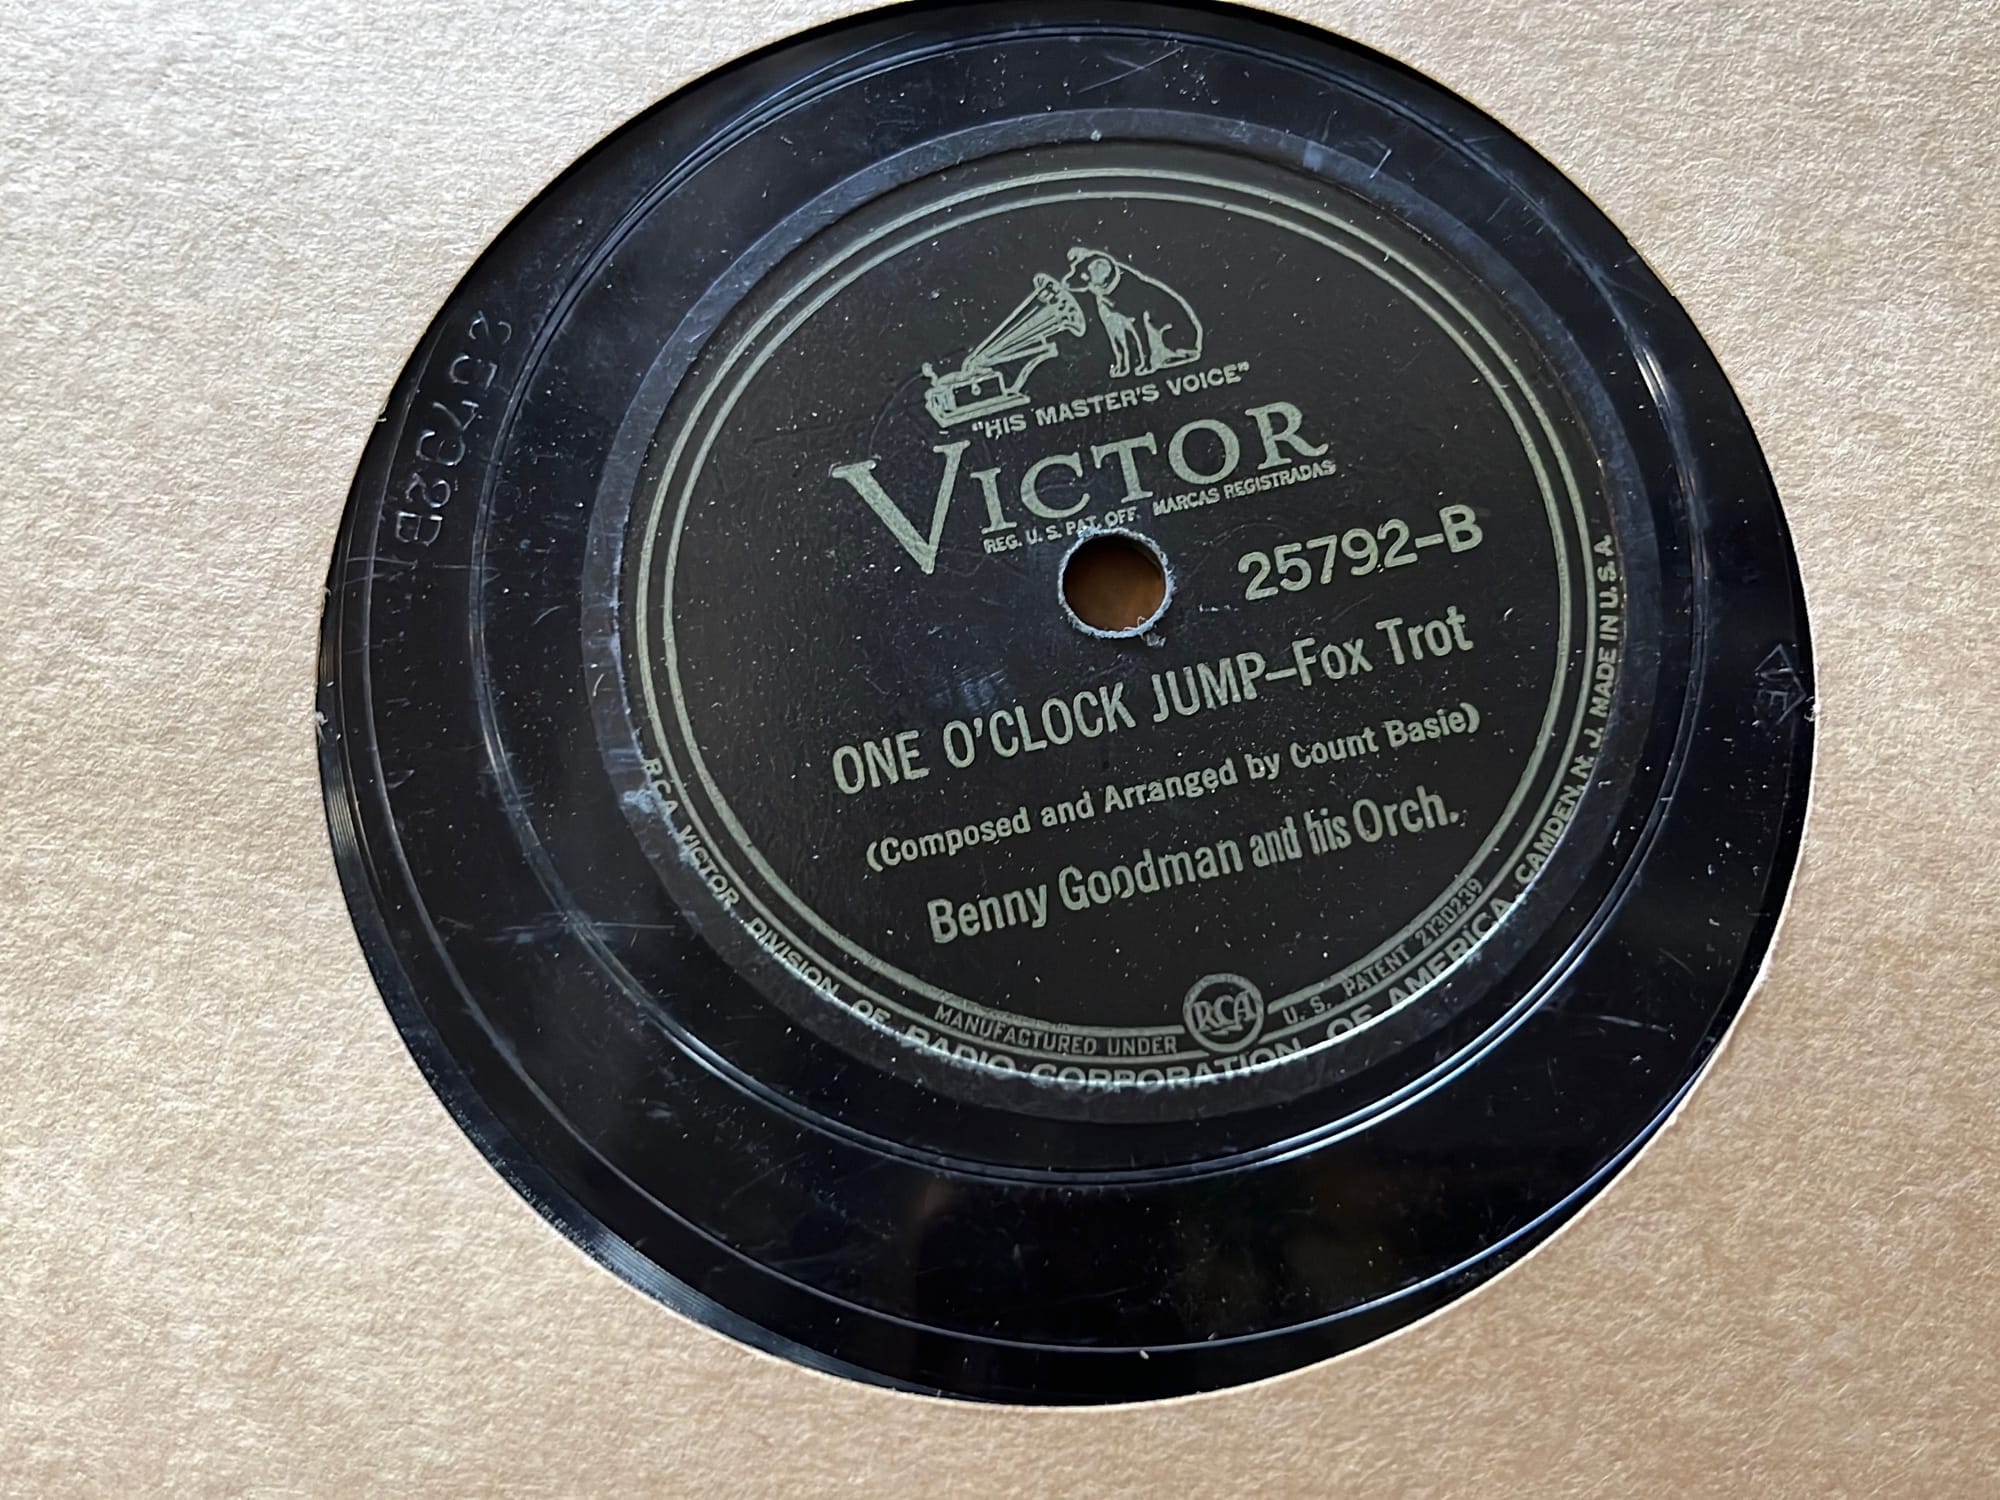 "HIS MASTER'S VOICE"
VICTOR
REG. U. S. PAT. OFF. MARCAS REGISTRADAS
25792-B
ONE O'CLOCK JUMP-FOX TROT
(Composed and Arranged by Count Basie)
Benny Goodman and his Orch.
MANUFACTURED UNDER RCA U. S. PATENT 2130239
RCA VICTOR DIVISION OF RADIO CORPORATION OF AMERICA, CAMDEN, N. J. MADE IN U.S.A.
25792B
VE